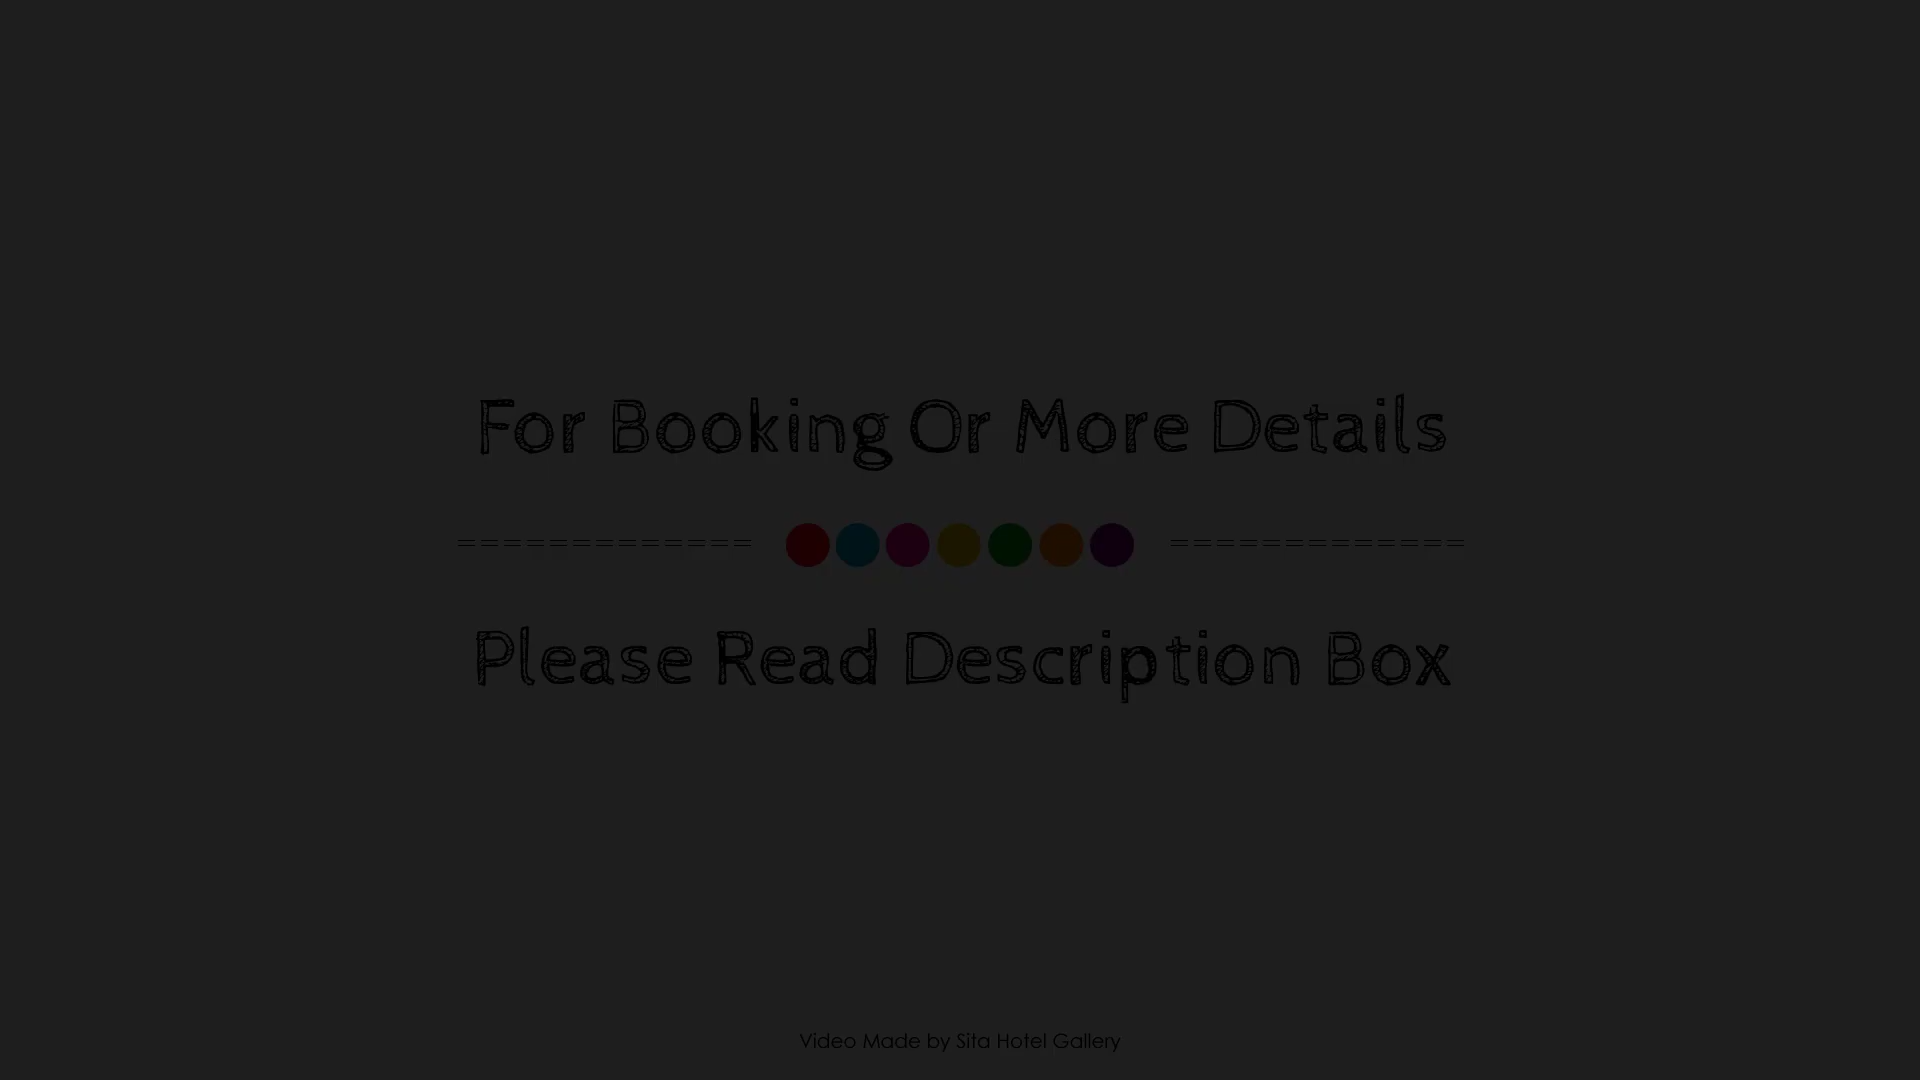 For Booking Or More Details
============= =============
Please Read Description Box
Video Made by Sita Hotel Gallery